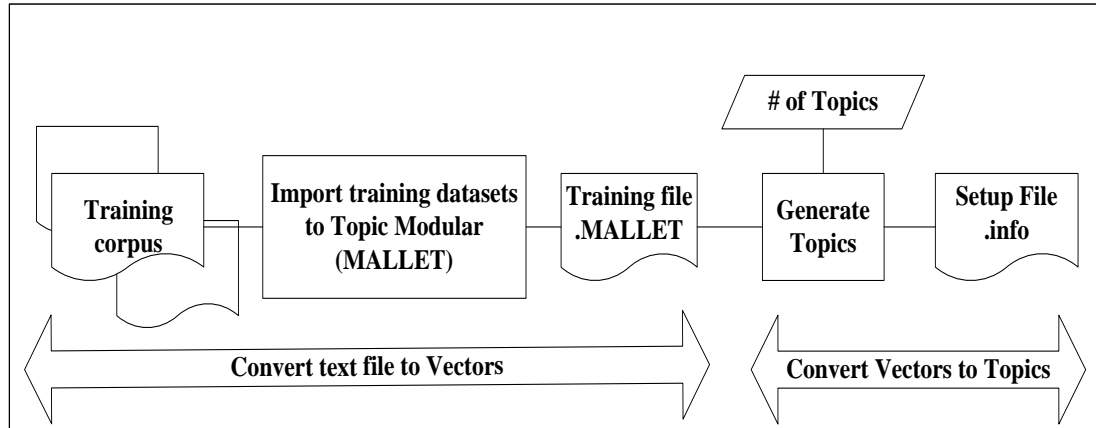 # of Topics
Training
corpus
Import training datasets
to Topic Modular
(MALLET)
Training file
.MALLET
Generate
Topics
Setup File
.info
Convert text file to Vectors
Convert Vectors to Topics